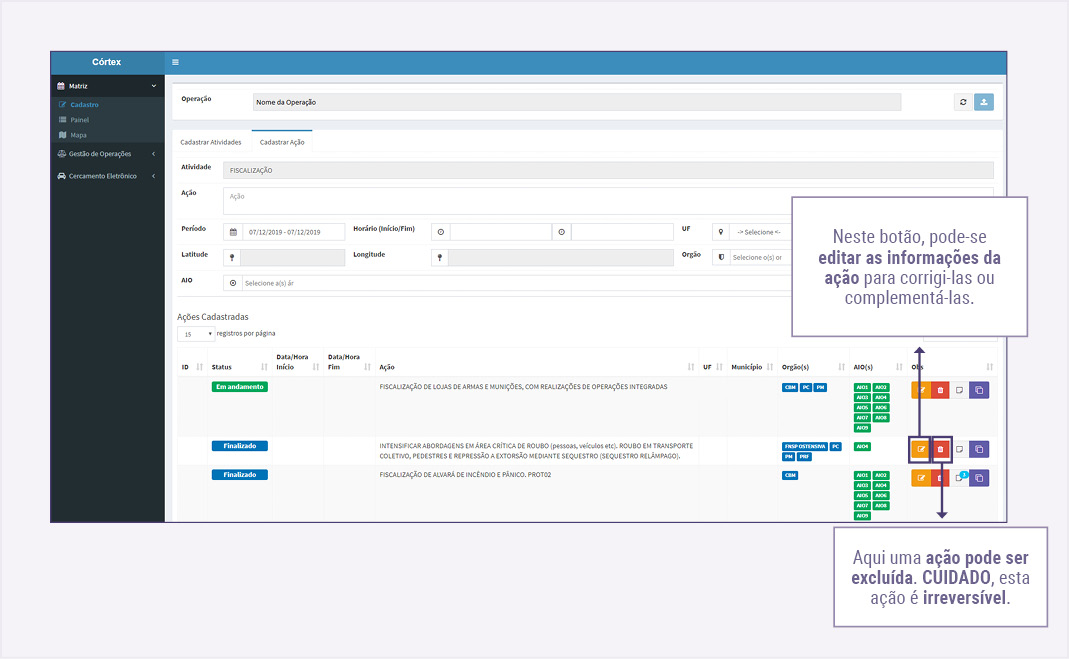 Córtex
Matriz
Cadastro
Painel
Mapa
Gestão de Operações
Cercamento Eletrônico
Operação
Nome da Operação
Cadastrar Atividades
Cadastrar Ação
Atividade
FISCALIZAÇÃO
Ação
Ação
Período
07/12/2019 - 07/12/2019
Horário (Início/Fim)
UF
-> Selecione <-
Latitude
Longitude
Orgão
Selecione o(s) or
AIO
Selecione a(s) ár
Neste botão, pode-se
editar as informações da
ação para corrigi-las ou
complementá-las.
Ações Cadastradas
15 registros por página
ID Status Data/Hora Início Data/Hora Fim Ação UF Município Orgão(s) AIO(s) Obs
Em andamento
FISCALIZAÇÃO DE LOJAS DE ARMAS E MUNIÇÕES, COM REALIZAÇÕES DE OPERAÇÕES INTEGRADAS
CBM PC PM
AIO1 AIO2
AIO3 AIO4
AIO5 AIO6
AIO7 AIO8
AIO9
Finalizado
INTENSIFICAR ABORDAGENS EM ÁREA CRÍTICA DE ROUBO (pessoas, veículos etc). ROUBO EM TRANSPORTE
COLETIVO, PEDESTRES E REPRESSÃO A EXTORSÃO MEDIANTE SEQUESTRO (SEQUESTRO RELÂMPAGO).
FNSP OSTENSIVA PC
PM PRF
AIO4
Finalizado
FISCALIZAÇÃO DE ALVARÁ DE INCÊNDIO E PÂNICO. PROT02
CBM
AIO1 AIO2
AIO3 AIO4
AIO5 AIO6
AIO7 AIO8
AIO9
Aqui uma ação pode ser
excluída. CUIDADO, esta
ação é irreversível.